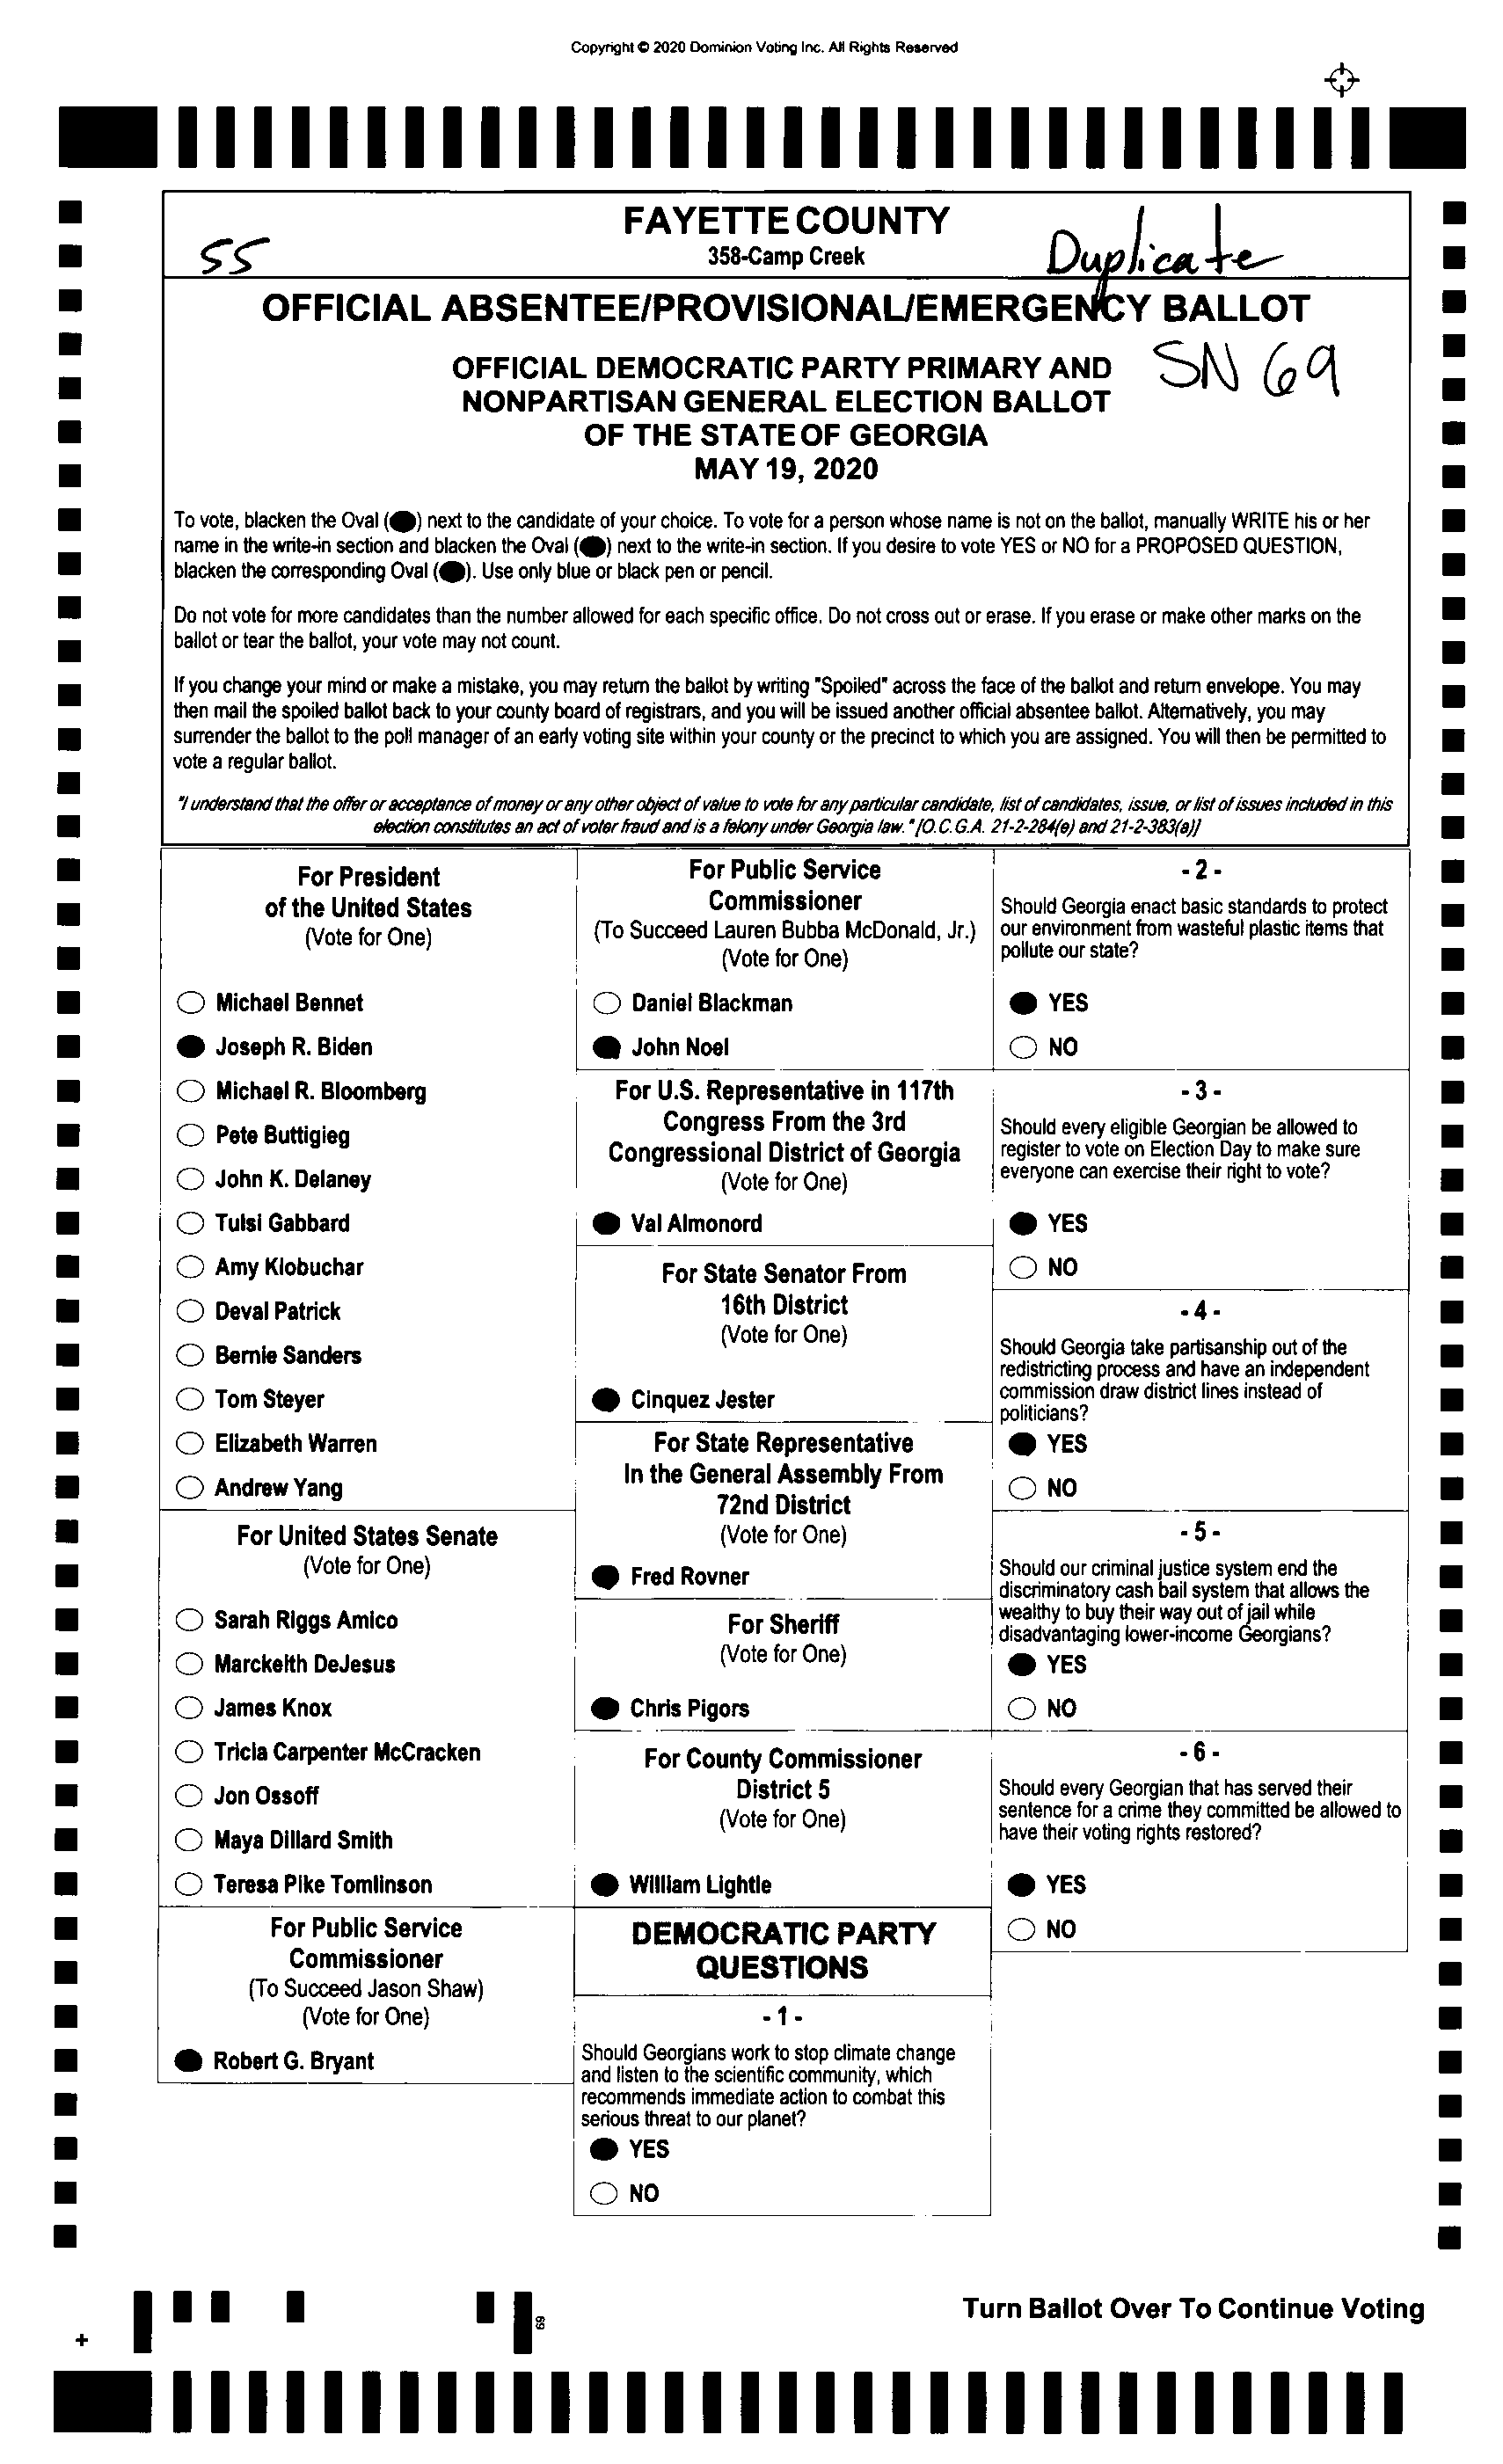 Copyright © 2020 Dominion Voting Inc. All Rights Reserved
FAYETTE COUNTY
55
358-Camp Creek
Duplicate
OFFICIAL ABSENTEE/PROVISIONAL/EMERGENCY BALLOT
OFFICIAL DEMOCRATIC PARTY PRIMARY AND
SN 69
NONPARTISAN GENERAL ELECTION BALLOT
OF THE STATE OF GEORGIA
MAY 19, 2020
To vote, blacken the Oval (●) next to the candidate of your choice. To vote for a person whose name is not on the ballot, manually WRITE his or her
name in the write-in section and blacken the Oval (●) next to the write-in section. If you desire to vote YES or NO for a PROPOSED QUESTION,
blacken the corresponding Oval (●). Use only blue or black pen or pencil.
Do not vote for more candidates than the number allowed for each specific office. Do not cross out or erase. If you erase or make other marks on the
ballot or tear the ballot, your vote may not count.
If you change your mind or make a mistake, you may return the ballot by writing "Spoiled" across the face of the ballot and return envelope. You may
then mail the spoiled ballot back to your county board of registrars, and you will be issued another official absentee ballot. Alternatively, you may
surrender the ballot to the poll manager of an early voting site within your county or the precinct to which you are assigned. You will then be permitted to
vote a regular ballot.
"I understand that the offer or acceptance of money or any other object of value to vote for any particular candidate, list of candidates, issue, or list of issues included in this
election constitutes an act of voter fraud and is a felony under Georgia law." [O.C.G.A. 21-2-284(e) and 21-2-383(a)]
For President
of the United States
(Vote for One)
Michael Bennet
Joseph R. Biden
Michael R. Bloomberg
Pete Buttigieg
John K. Delaney
Tulsi Gabbard
Amy Klobuchar
Deval Patrick
Bernie Sanders
Tom Steyer
Elizabeth Warren
Andrew Yang
For United States Senate
(Vote for One)
Sarah Riggs Amico
Marckeith DeJesus
James Knox
Tricia Carpenter McCracken
Jon Ossoff
Maya Dillard Smith
Teresa Pike Tomlinson
For Public Service
Commissioner
(To Succeed Jason Shaw)
(Vote for One)
Robert G. Bryant
For Public Service
Commissioner
(To Succeed Lauren Bubba McDonald, Jr.)
(Vote for One)
Daniel Blackman
John Noel
For U.S. Representative in 117th
Congress From the 3rd
Congressional District of Georgia
(Vote for One)
Val Almonord
For State Senator From
16th District
(Vote for One)
Cinquez Jester
For State Representative
In the General Assembly From
72nd District
(Vote for One)
Fred Rovner
For Sheriff
(Vote for One)
Chris Pigors
For County Commissioner
District 5
(Vote for One)
William Lightle
DEMOCRATIC PARTY
QUESTIONS
- 1 -
Should Georgians work to stop climate change
and listen to the scientific community, which
recommends immediate action to combat this
serious threat to our planet?
YES
NO
- 2 -
Should Georgia enact basic standards to protect
our environment from wasteful plastic items that
pollute our state?
YES
NO
- 3 -
Should every eligible Georgian be allowed to
register to vote on Election Day to make sure
everyone can exercise their right to vote?
YES
NO
- 4 -
Should Georgia take partisanship out of the
redistricting process and have an independent
commission draw district lines instead of
politicians?
YES
NO
- 5 -
Should our criminal justice system end the
discriminatory cash bail system that allows the
wealthy to buy their way out of jail while
disadvantaging lower-income Georgians?
YES
NO
- 6 -
Should every Georgian that has served their
sentence for a crime they committed be allowed to
have their voting rights restored?
YES
NO
Turn Ballot Over To Continue Voting
69